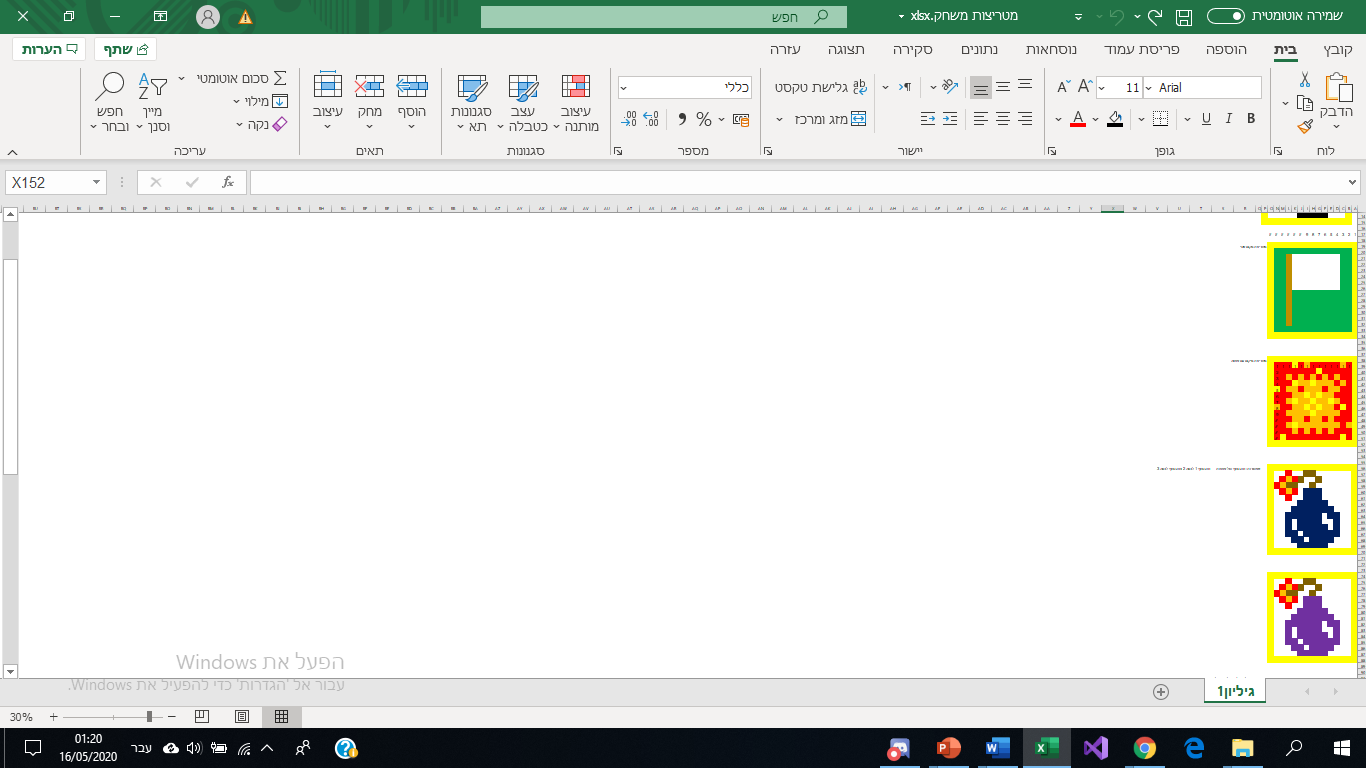 שמירה אוטומטית
מטריצות משחק.xlsx
חפש
קובץ בית הוספה פריסת עמוד נוסחאות נתונים סקירה תצוגה עזרה
שתף הערות
הדבק
לוח
Arial 11
B I U
גופן
גלישת טקסט
מזג ומרכז
יישור
כללי
מספר
עיצוב מותנה
עצב כטבלה
סגנונות תא
סגנונות
הוסף מחק עיצוב
תאים
סכום אוטומטי
מילוי
נקה
מיין וסנן
חפש ובחר
עריכה
X152
fx
הפעל את Windows
עבור אל 'הגדרות' כדי להפעיל את Windows.
גיליון1
30%
01:20
עבר
16/05/2020